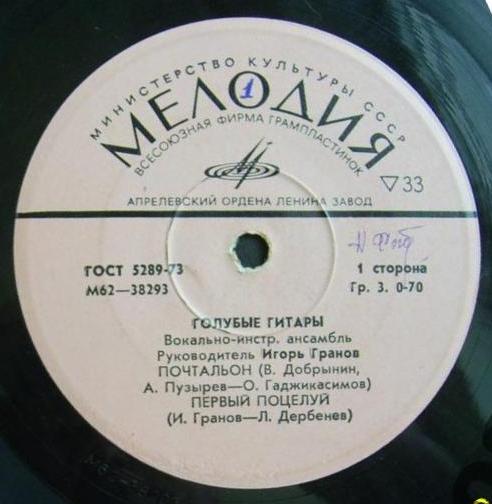 МИНИСТЕРСТВО КУЛЬТУРЫ СССР
МЕЛОДИЯ
1
ВСЕСОЮЗНАЯ ФИРМА ГРАМПЛАСТИНОК
▽33
АПРЕЛЕВСКИЙ ОРДЕНА ЛЕНИНА ЗАВОД
ГОСТ 5289-73
1 сторона
М62—38293
Гр. 3. 0-70
ГОЛУБЫЕ ГИТАРЫ
Вокально-инстр. ансамбль
Руководитель Игорь Гранов
ПОЧТАЛЬОН (В. Добрынин,
А. Пузырев—О. Гаджикасимов)
ПЕРВЫЙ ПОЦЕЛУЙ
(И. Гранов—Л. Дербенев)